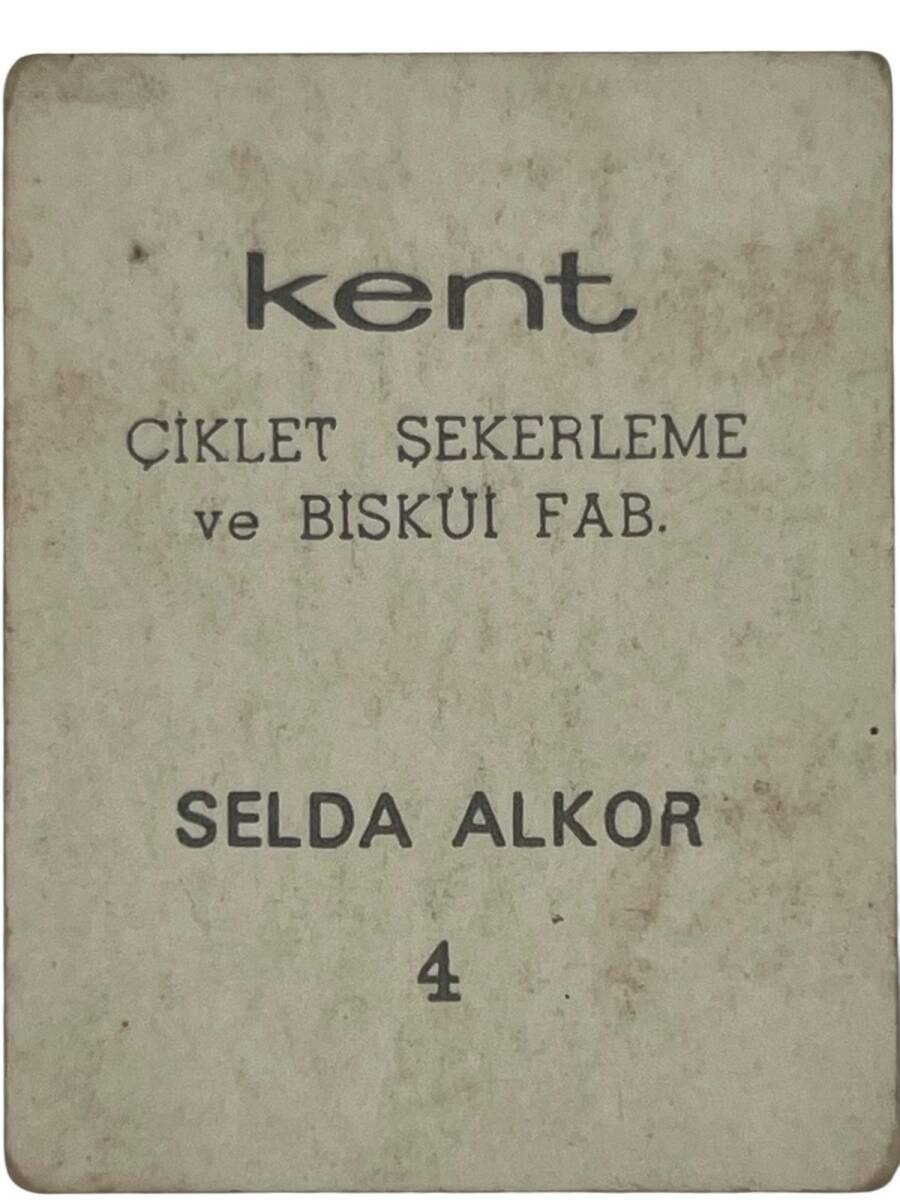 kent
ÇİKLET ŞEKERLEME
ve BİSKÜİ FAB.
SELDA ALKOR
4